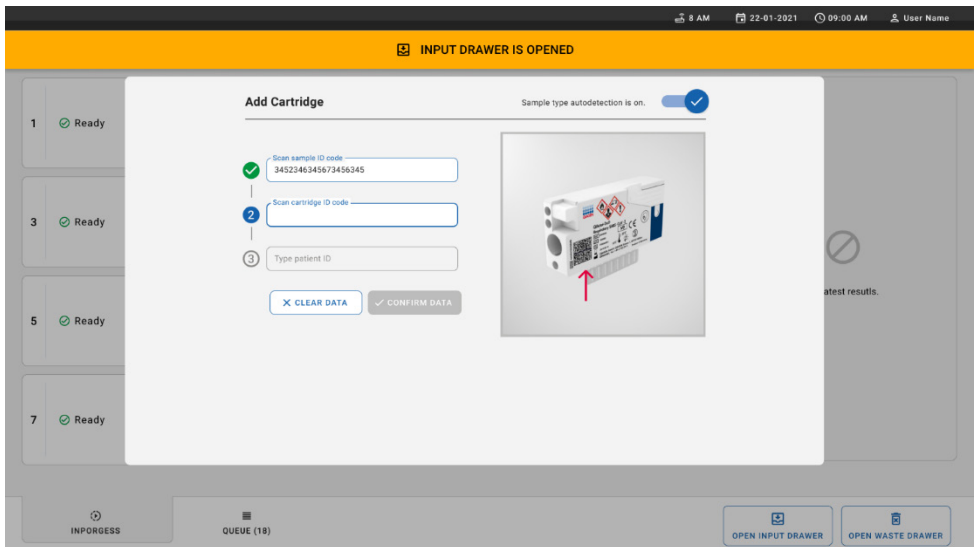 8 AM 22-01-2021 09:00 AM User Name
INPUT DRAWER IS OPENED
Add Cartridge
Sample type autodetection is on.
1 Ready
3 Ready
5 Ready
7 Ready
Scan sample ID code
3452346345673456345
2
Scan cartridge ID code
3
Type patient ID
CLEAR DATA
CONFIRM DATA
CE
atest resutls.
INPORGESS
QUEUE (18)
OPEN INPUT DRAWER
OPEN WASTE DRAWER